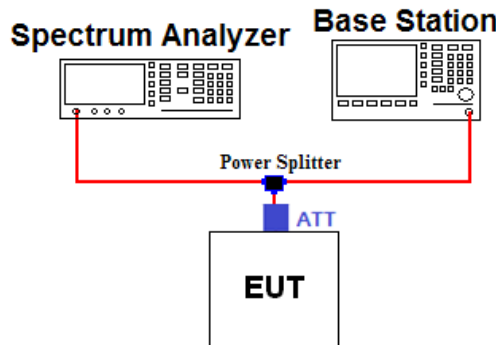 Spectrum Analyzer
Base Station
Power Splitter
ATT
EUT